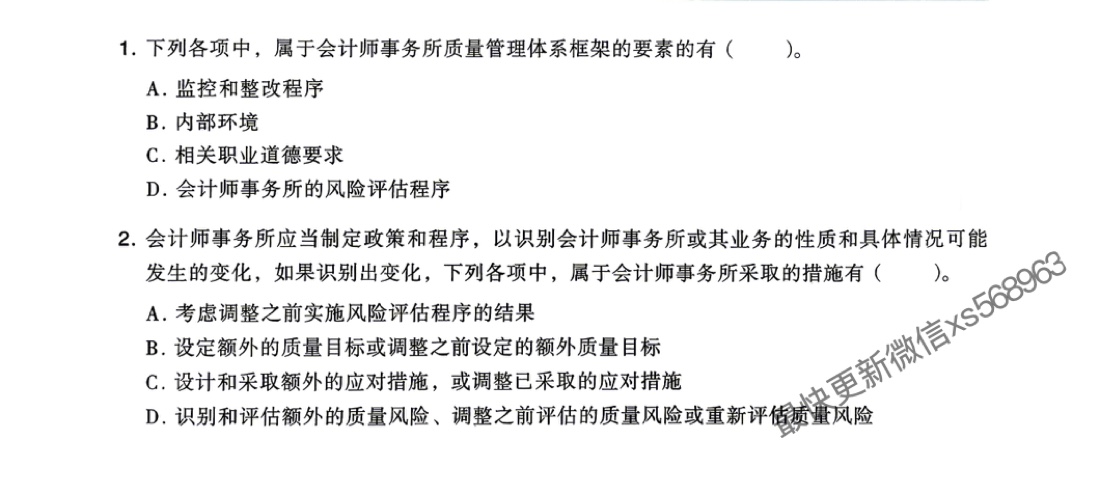 1. 下列各项中，属于会计师事务所质量管理体系框架的要素的有（　　）。
A. 监控和整改程序
B. 内部环境
C. 相关职业道德要求
D. 会计师事务所的风险评估程序
2. 会计师事务所应当制定政策和程序，以识别会计师事务所或其业务的性质和具体情况可能
发生的变化，如果识别出变化，下列各项中，属于会计师事务所采取的措施有（　　）。
A. 考虑调整之前实施风险评估程序的结果
B. 设定额外的质量目标或调整之前设定的额外质量目标
C. 设计和采取额外的应对措施，或调整已采取的应对措施
D. 识别和评估额外的质量风险、调整之前评估的质量风险或重新评估质量风险
最快更新微信xs568963